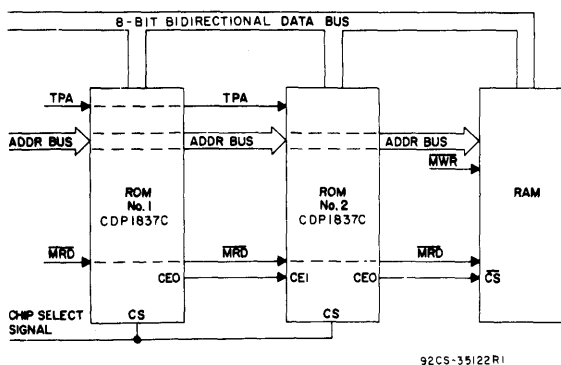 8-BIT BIDIRECTIONAL DATA BUS
TPA
TPA
ADDR BUS
ADDR BUS
ADDR BUS
MWR
ROM
No. 1
CDP1837C
ROM
No. 2
CDP1837C
RAM
MRD
MRD
MRD
CEO
CEI
CEO
CS
CS
CS
CHIP SELECT
SIGNAL
92CS-35122R1